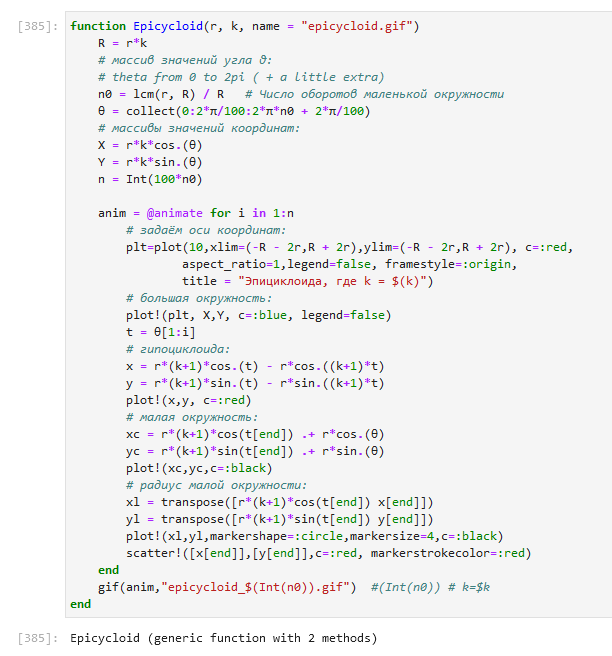 [385]: function Epicycloid(r, k, name = "epicycloid.gif")
    R = r*k
    # массив значений угла ϑ:
    # theta from 0 to 2pi ( + a little extra)
    n0 = lcm(r, R) / R   # Число оборотов маленькой окружности
    θ = collect(0:2*π/100:2*π*n0 + 2*π/100)
    # массивы значений координат:
    X = r*k*cos.(θ)
    Y = r*k*sin.(θ)
    n = Int(100*n0)

    anim = @animate for i in 1:n
        # задаём оси координат:
        plt=plot(10,xlim=(-R - 2r,R + 2r),ylim=(-R - 2r,R + 2r), c=:red,
                aspect_ratio=1,legend=false, framestyle=:origin,
                title = "Эпициклоида, где k = $(k)")
        # большая окружность:
        plot!(plt, X,Y, c=:blue, legend=false)
        t = θ[1:i]
        # гипоциклоида:
        x = r*(k+1)*cos.(t) - r*cos.((k+1)*t)
        y = r*(k+1)*sin.(t) - r*sin.((k+1)*t)
        plot!(x,y, c=:red)
        # малая окружность:
        xc = r*(k+1)*cos(t[end]) .+ r*cos.(θ)
        yc = r*(k+1)*sin(t[end]) .+ r*sin.(θ)
        plot!(xc,yc,c=:black)
        # радиус малой окружности:
        xl = transpose([r*(k+1)*cos(t[end]) x[end]])
        yl = transpose([r*(k+1)*sin(t[end]) y[end]])
        plot!(xl,yl,markershape=:circle,markersize=4,c=:black)
        scatter!([x[end]],[y[end]],c=:red, markerstrokecolor=:red)
    end
    gif(anim,"epicycloid_$(Int(n0)).gif")  #(Int(n0)) # k=$k
end
[385]: Epicycloid (generic function with 2 methods)